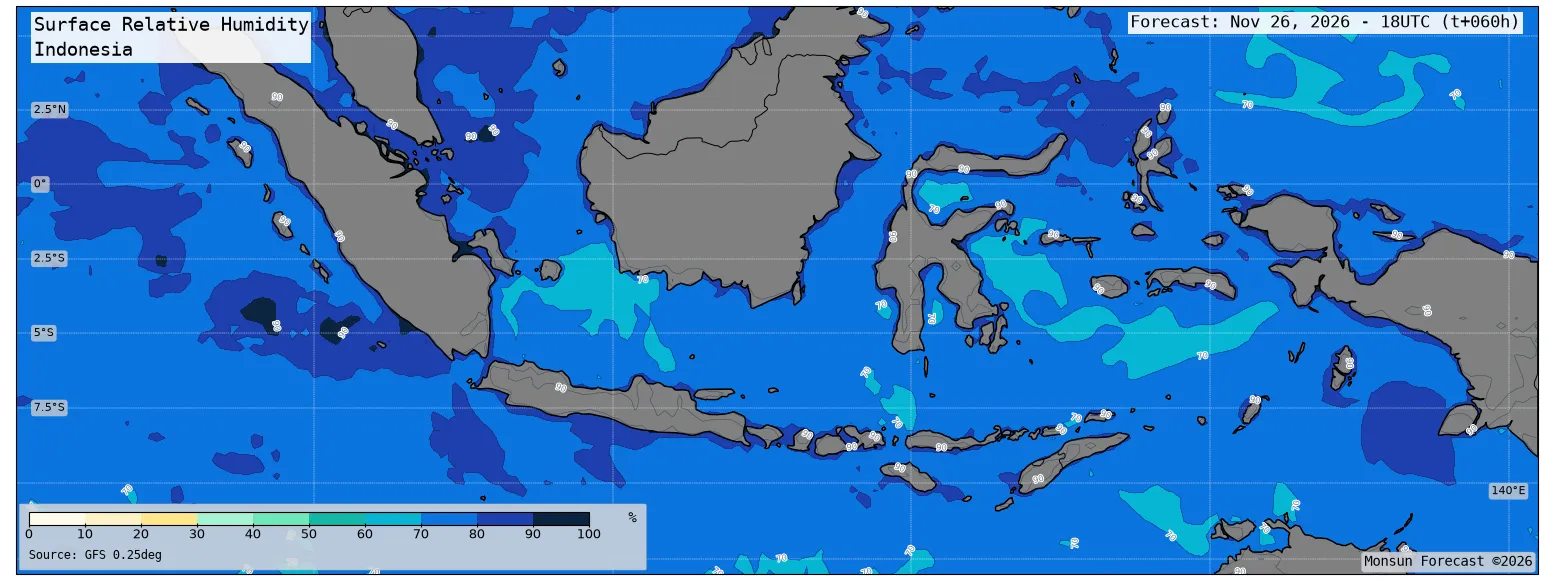 Surface Relative Humidity
Indonesia
Forecast: Nov 26, 2026 - 18UTC (t+060h)
2.5°N
0°
2.5°S
5°S
7.5°S
140°E
%
0 10 20 30 40 50 60 70 80 90 100
Source: GFS 0.25deg
Monsun Forecast ©2026